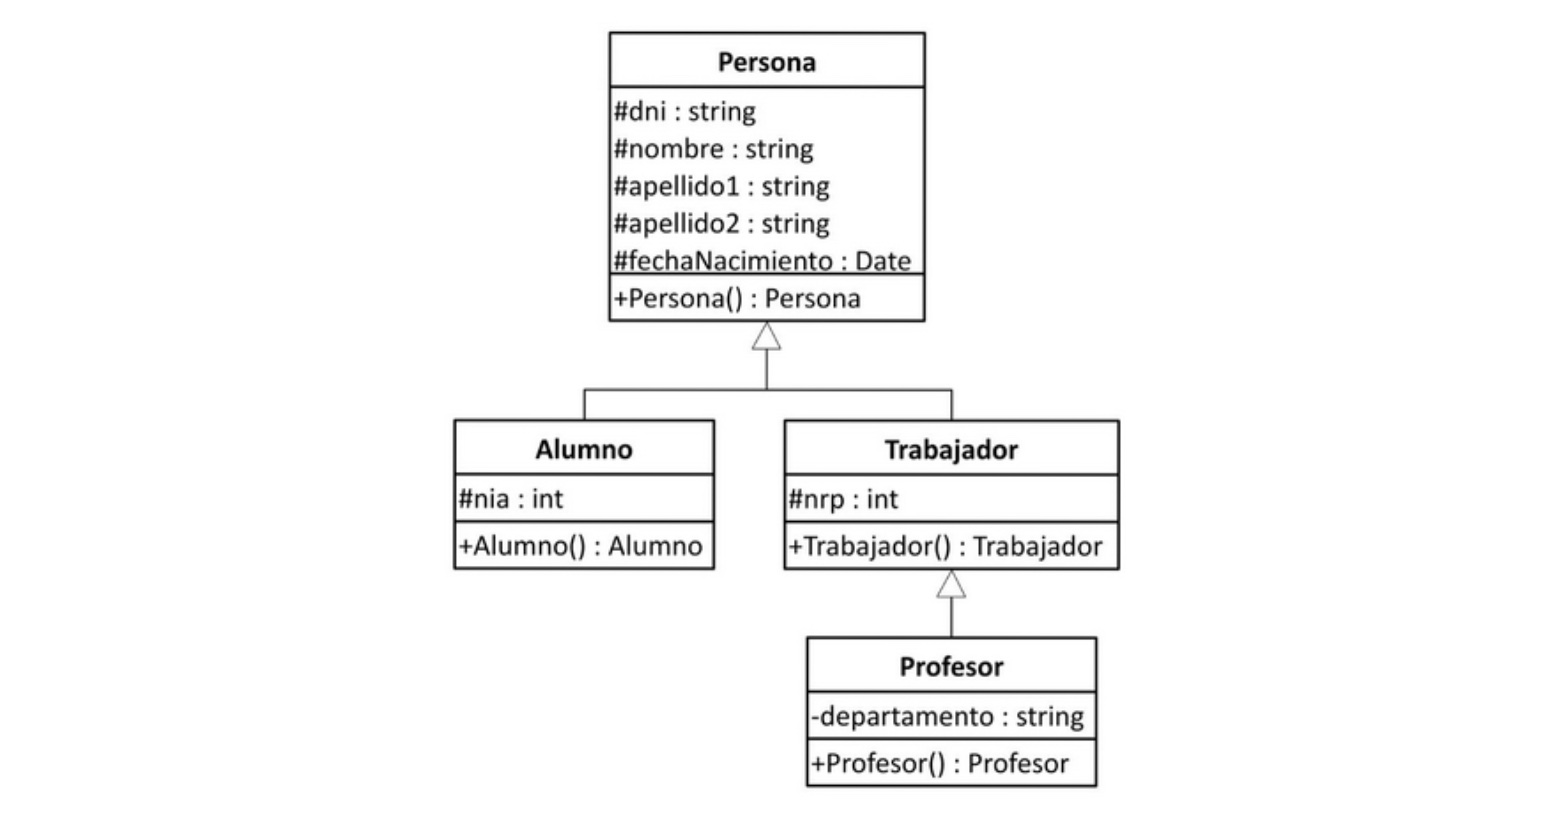 Persona
#dni : string
#nombre : string
#apellido1 : string
#apellido2 : string
#fechaNacimiento : Date
+Persona() : Persona
Alumno
#nia : int
+Alumno() : Alumno
Trabajador
#nrp : int
+Trabajador() : Trabajador
Profesor
-departamento : string
+Profesor() : Profesor